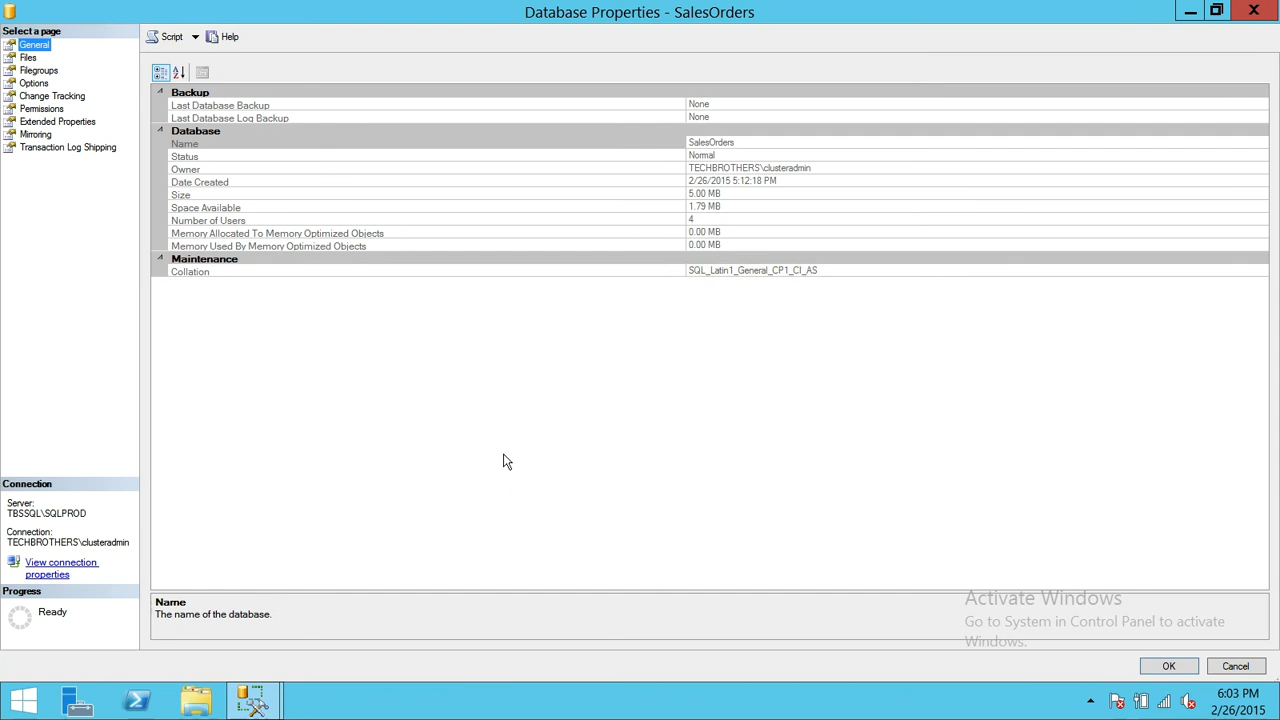 Database Properties - SalesOrders
Select a page
General
Files
Filegroups
Options
Change Tracking
Permissions
Extended Properties
Mirroring
Transaction Log Shipping
Script
Help
Backup
Last Database Backup None
Last Database Log Backup None
Database
Name SalesOrders
Status Normal
Owner TECHBROTHERS\clusteradmin
Date Created 2/26/2015 5:12:18 PM
Size 5.00 MB
Space Available 1.79 MB
Number of Users 4
Memory Allocated To Memory Optimized Objects 0.00 MB
Memory Used By Memory Optimized Objects 0.00 MB
Maintenance
Collation SQL_Latin1_General_CP1_CI_AS
Connection
Server:
TBSSQL\SQLPROD
Connection:
TECHBROTHERS\clusteradmin
View connection
properties
Progress
Ready
Name
The name of the database.
Activate Windows
Go to System in Control Panel to activate
Windows.
OK Cancel
6:03 PM
2/26/2015